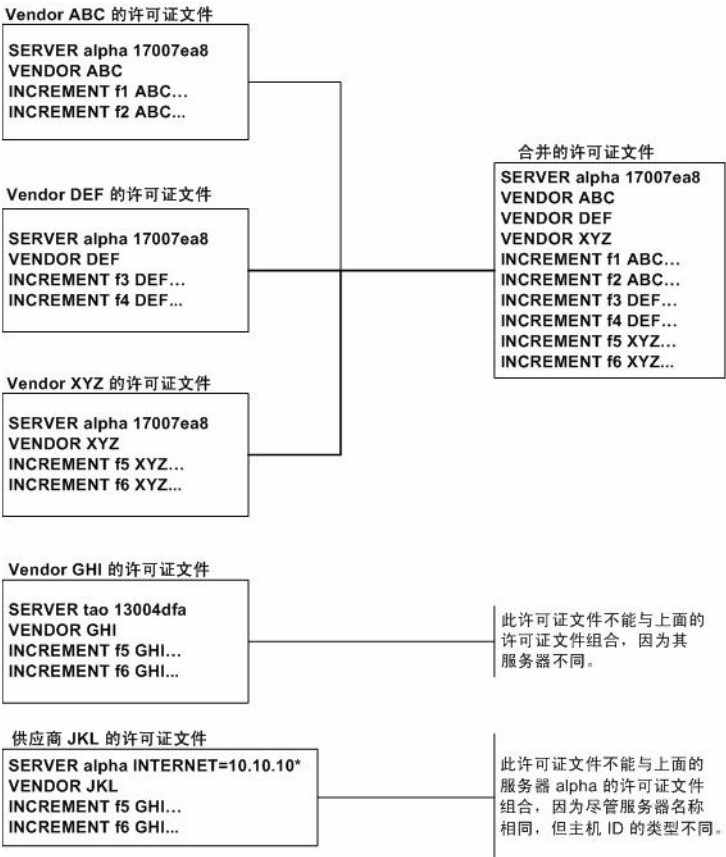 Vendor ABC 的许可证文件
SERVER alpha 17007ea8
VENDOR ABC
INCREMENT f1 ABC…
INCREMENT f2 ABC...
Vendor DEF 的许可证文件
SERVER alpha 17007ea8
VENDOR DEF
INCREMENT f3 DEF…
INCREMENT f4 DEF...
Vendor XYZ 的许可证文件
SERVER alpha 17007ea8
VENDOR XYZ
INCREMENT f5 XYZ…
INCREMENT f6 XYZ...
合并的许可证文件
SERVER alpha 17007ea8
VENDOR ABC
VENDOR DEF
VENDOR XYZ
INCREMENT f1 ABC…
INCREMENT f2 ABC…
INCREMENT f3 DEF…
INCREMENT f4 DEF…
INCREMENT f5 XYZ…
INCREMENT f6 XYZ...
Vendor GHI 的许可证文件
SERVER tao 13004dfa
VENDOR GHI
INCREMENT f5 GHI…
INCREMENT f6 GHI...
此许可证文件不能与上面的
许可证文件组合，因为其
服务器不同。
供应商 JKL 的许可证文件
SERVER alpha INTERNET=10.10.10*
VENDOR JKL
INCREMENT f5 GHI…
INCREMENT f6 GHI...
此许可证文件不能与上面的
服务器 alpha 的许可证文件
组合，因为尽管服务器名称
相同，但主机 ID 的类型不同。